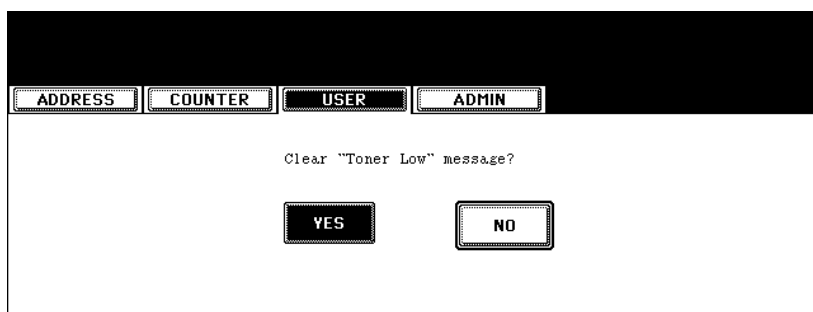 ADDRESS COUNTER USER ADMIN
Clear "Toner Low" message?
YES NO